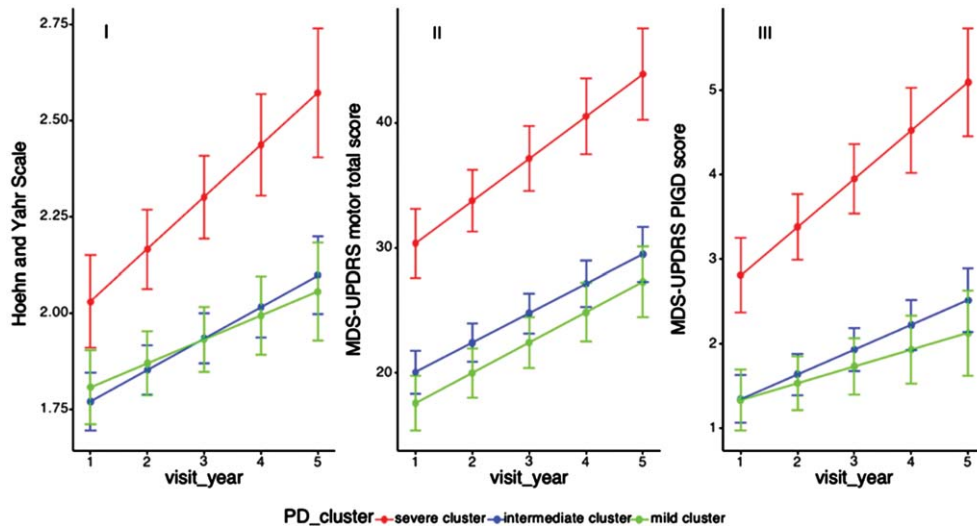 I
Hoehn and Yahr Scale
2.75
2.50
2.25
2.00
1.75
1 2 3 4 5
visit_year
II
MDS-UPDRS motor total score
40
30
20
1 2 3 4 5
visit_year
III
MDS-UPDRS PIGD score
5
4
3
2
1
1 2 3 4 5
visit_year
PD_cluster severe cluster intermediate cluster mild cluster